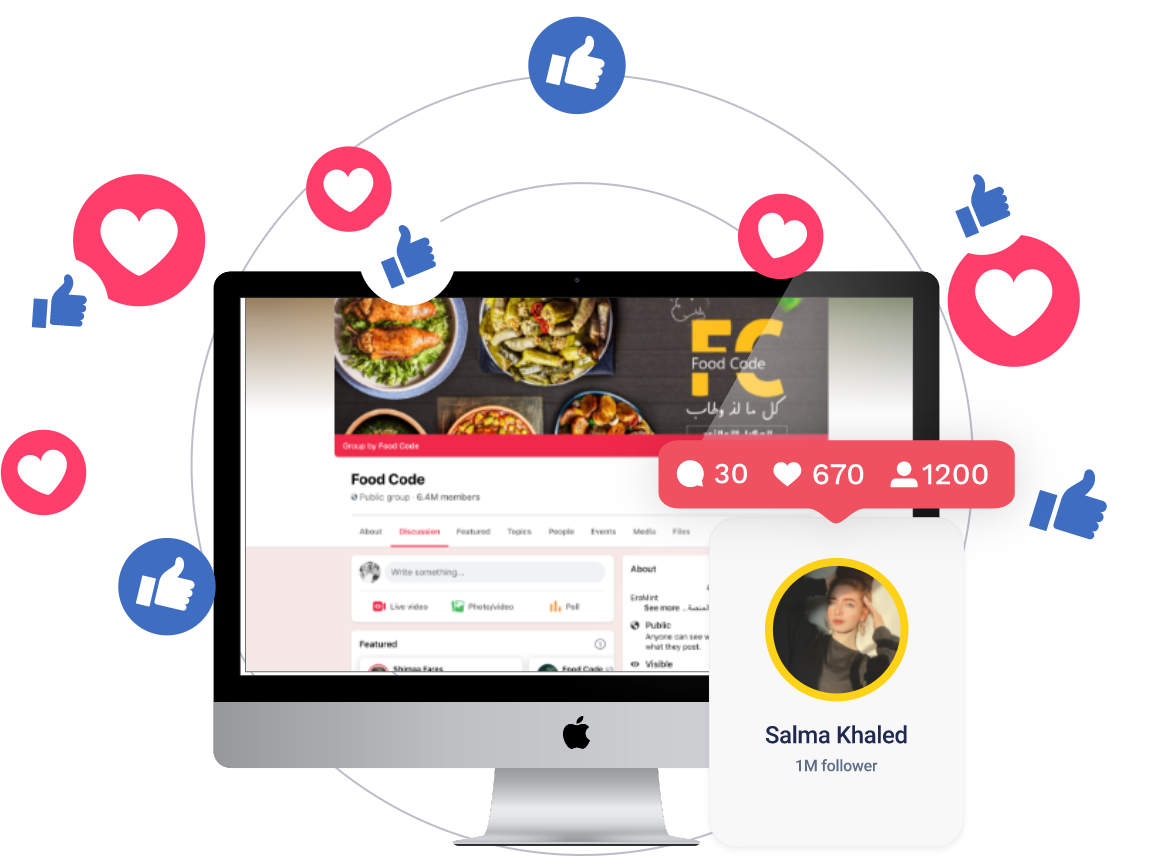 FC
Food Code
كل ما لذ وطاب
Group by Food Code
Food Code
Public group · 6.4M members
About Discussion Featured Topics People Events Media Files
Write something...
Live video Photo/video Poll
Featured
Shimaa Fares
Food Code
About
EraMint
See more
Public
Anyone can see
what they post.
Visible
30 670 1200
Salma Khaled
1M follower